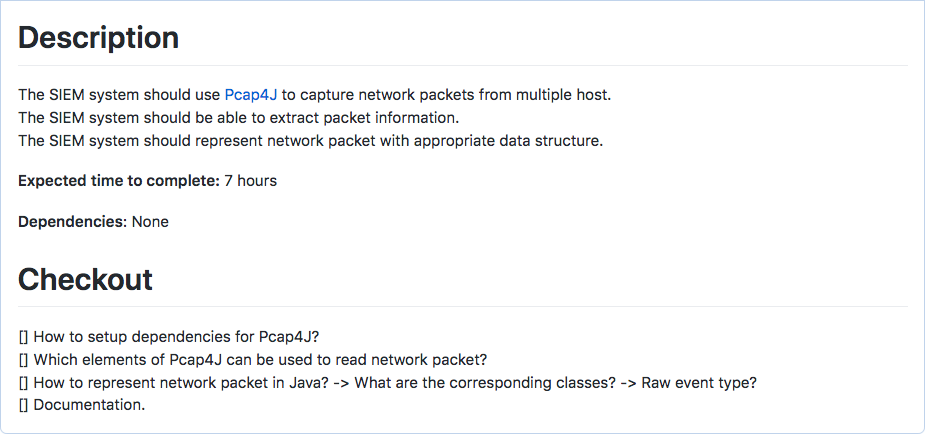 Description
The SIEM system should use Pcap4J to capture network packets from multiple host.
The SIEM system should be able to extract packet information.
The SIEM system should represent network packet with appropriate data structure.
Expected time to complete: 7 hours
Dependencies: None
Checkout
[] How to setup dependencies for Pcap4J?
[] Which elements of Pcap4J can be used to read network packet?
[] How to represent network packet in Java? -> What are the corresponding classes? -> Raw event type?
[] Documentation.